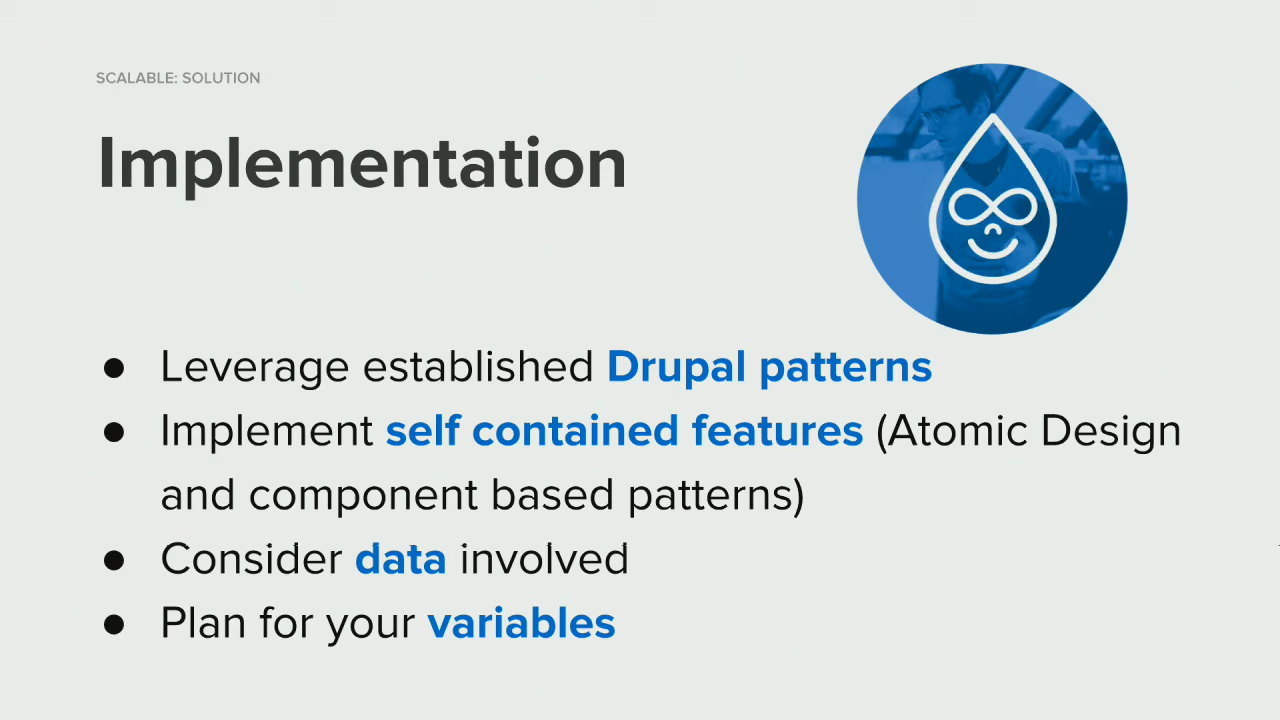 SCALABLE: SOLUTION
Implementation
● Leverage established Drupal patterns
● Implement self contained features (Atomic Design
and component based patterns)
● Consider data involved
● Plan for your variables